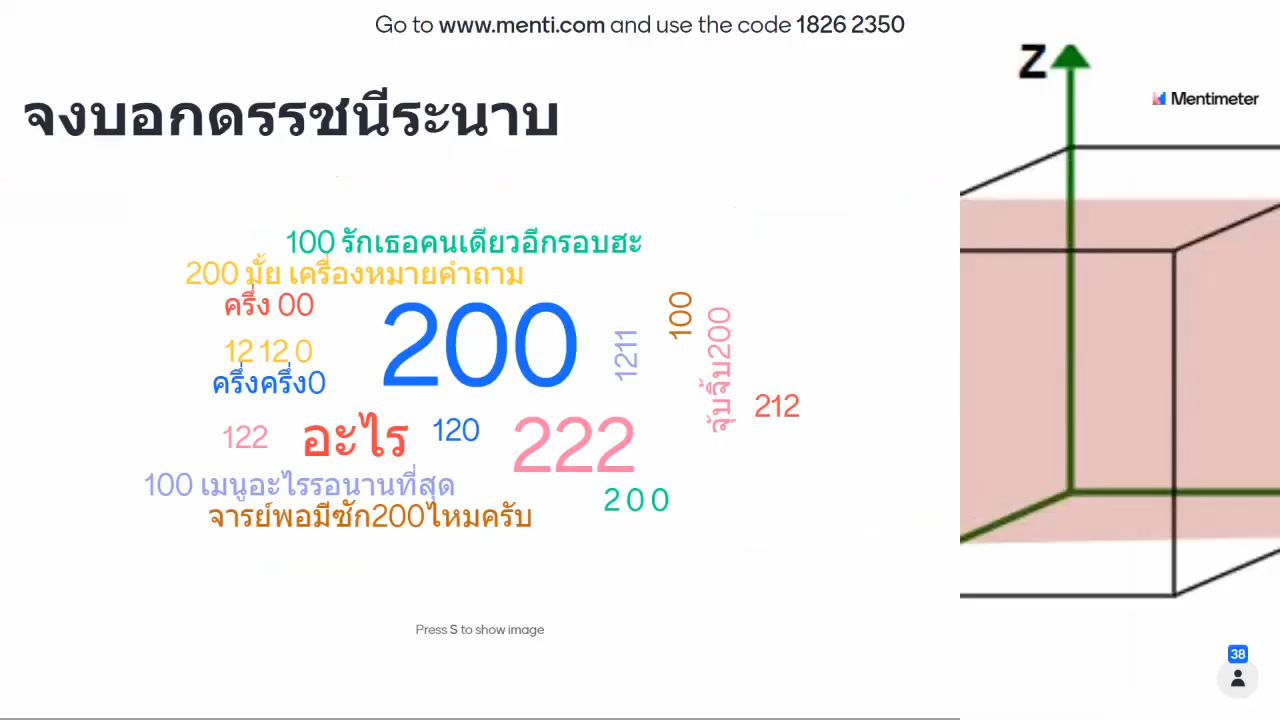 Go to www.menti.com and use the code 1826 2350
Z
Mentimeter
จงบอกดรรชนีระนาบ
100 รักเธอคนเดียวอีกรอบฮะ
200 มั้ย เครื่องหมายคำถาม
ครึ่ง 00
200
100
จุ๊บจิ๊บ200
1211
12 12 0
ครึ่งครึ่ง0
212
122
อะไร
120
222
100 เมนูอะไรรอนานที่สุด
2 0 0
จารย์พอมีซัก200ไหมครับ
Press S to show image
38